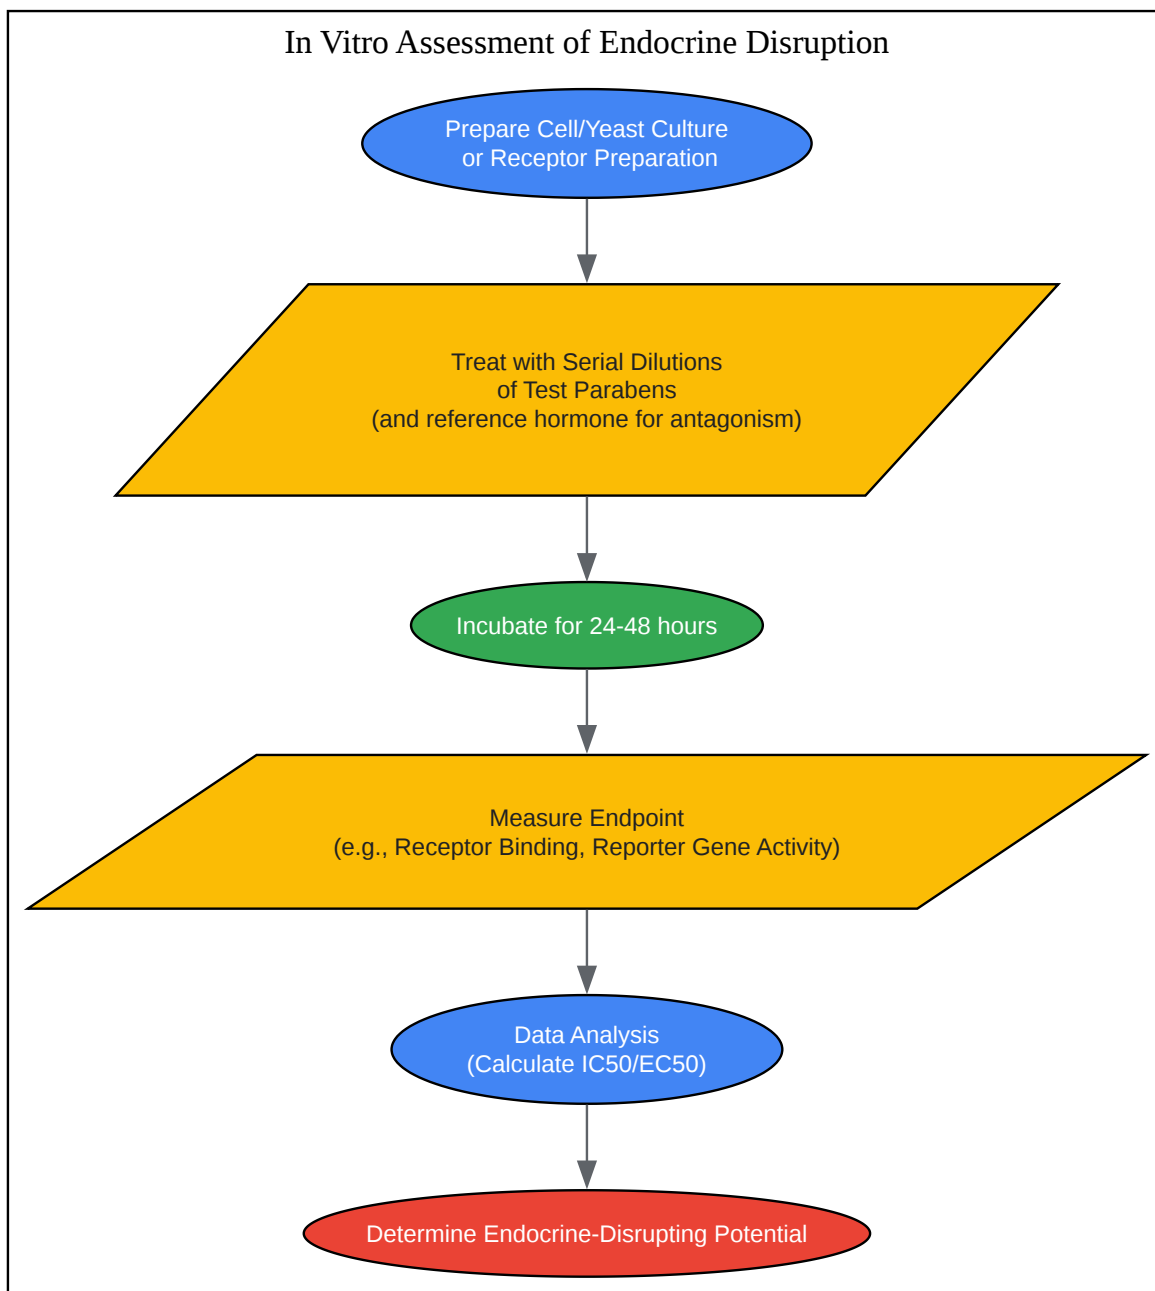 In Vitro Assessment of Endocrine Disruption
Prepare Cell/Yeast Culture
or Receptor Preparation
Treat with Serial Dilutions
of Test Parabens
(and reference hormone for antagonism)
Incubate for 24-48 hours
Measure Endpoint
(e.g., Receptor Binding, Reporter Gene Activity)
Data Analysis
(Calculate IC50/EC50)
Determine Endocrine-Disrupting Potential